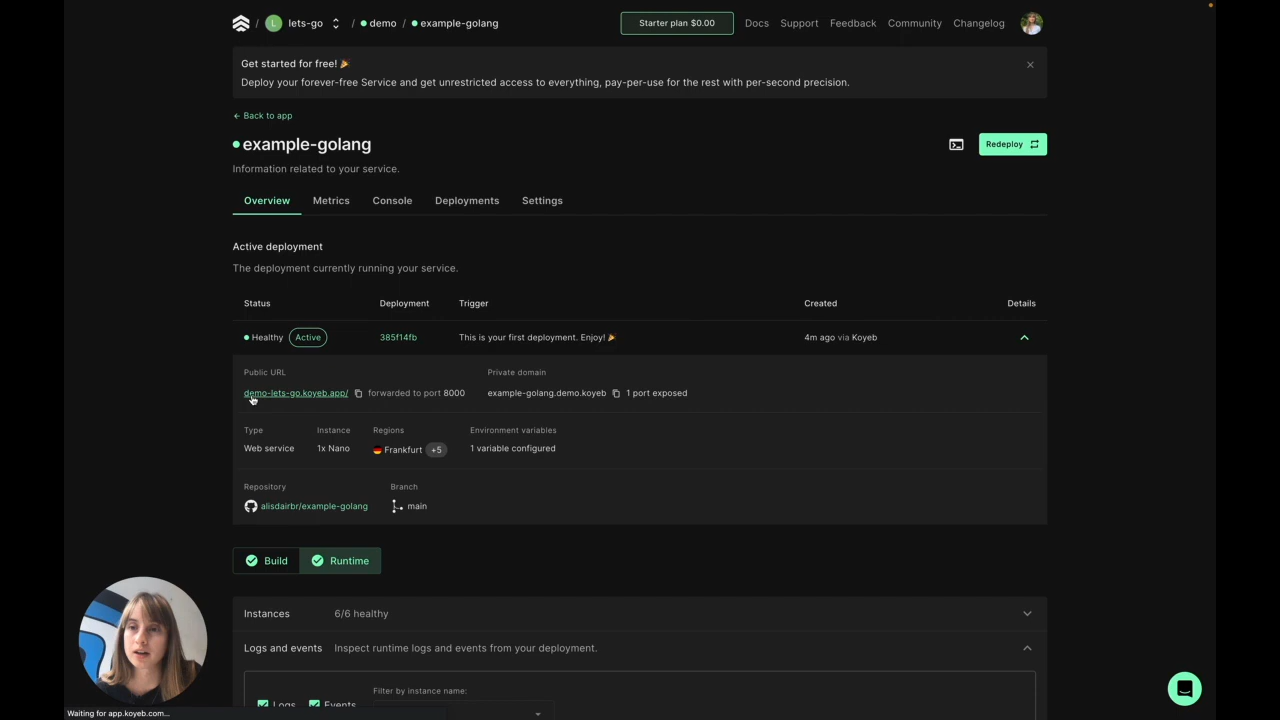 / L lets-go / demo / example-golang Starter plan $0.00 Docs Support Feedback Community Changelog
Get started for free! 🎉
Deploy your forever-free Service and get unrestricted access to everything, pay-per-use for the rest with per-second precision.
← Back to app
example-golang Redeploy
Information related to your service.
Overview Metrics Console Deployments Settings
Active deployment
The deployment currently running your service.
Status Deployment Trigger Created Details
Healthy Active 385f14fb This is your first deployment. Enjoy! 🎉 4m ago via Koyeb
Public URL Private domain
demo-lets-go.koyeb.app/ forwarded to port 8000 example-golang.demo.koyeb 1 port exposed
Type Instance Regions Environment variables
Web service 1x Nano Frankfurt +5 1 variable configured
Repository Branch
alisdairbr/example-golang main
Build Runtime
Instances 6/6 healthy
Logs and events Inspect runtime logs and events from your deployment.
Filter by instance name:
Logs Events
Waiting for app.koyeb.com...